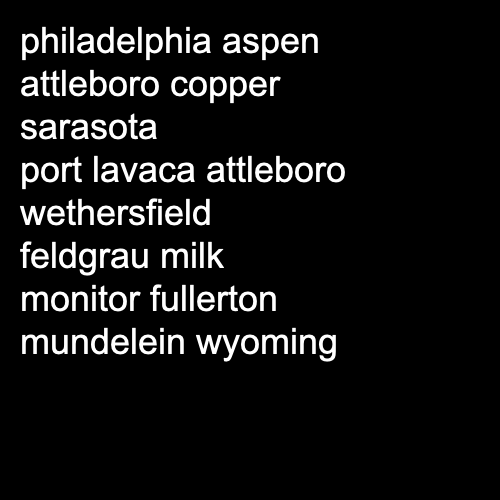 philadelphia aspen
attleboro copper
sarasota
port lavaca attleboro
wethersfield
feldgrau milk
monitor fullerton
mundelein wyoming